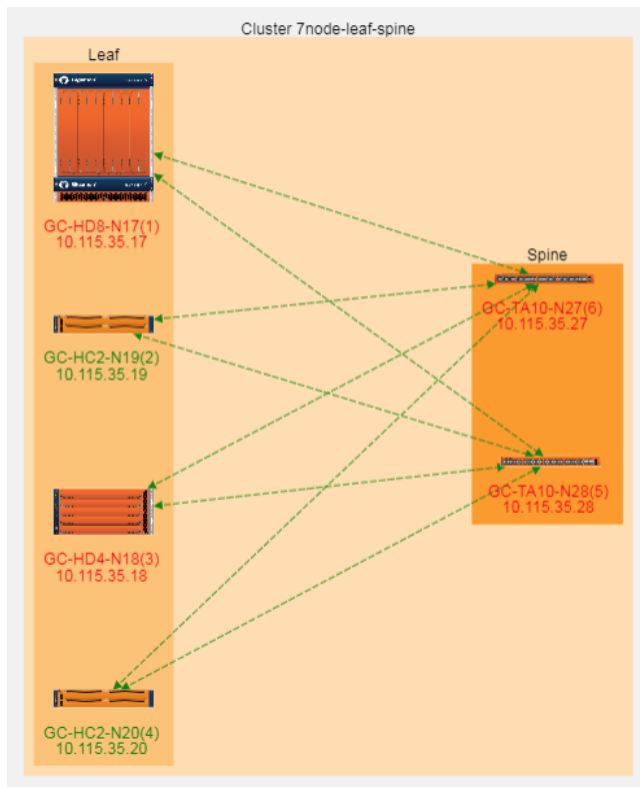 Cluster 7node-leaf-spine
Leaf
GC-HD8-N17(1)
10.115.35.17
GC-HC2-N19(2)
10.115.35.19
GC-HD4-N18(3)
10.115.35.18
GC-HC2-N20(4)
10.115.35.20
Spine
GC-TA10-N27(6)
10.115.35.27
GC-TA10-N28(5)
10.115.35.28